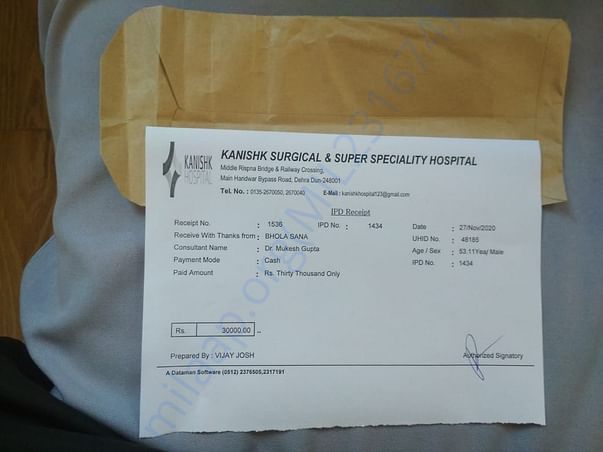 KANISHK
HOSPITAL
KANISHK SURGICAL & SUPER SPECIALITY HOSPITAL
Middle Rispna Bridge & Railway Crossing,
Main Haridwar Bypass Road, Dehra Dun-248001
Tel. No. : 0135-2670050, 2670040 E-Mail : kanishkhospital123@gmail.com
IPD Receipt
Receipt No. : 1536 IPD No. : 1434 Date : 27/Nov/2020
Receive With Thanks from : BHOLA SANA UHID No. : 48185
Consultant Name : Dr. Mukesh Gupta Age / Sex : 53.11Yea/ Male
Payment Mode : Cash IPD No. : 1434
Paid Amount : Rs. Thirty Thousand Only
Rs. 30000.00 ..
Prepared By : VIJAY JOSH Authorized Signatory
A Dataman Software (0512) 2376505,2317191